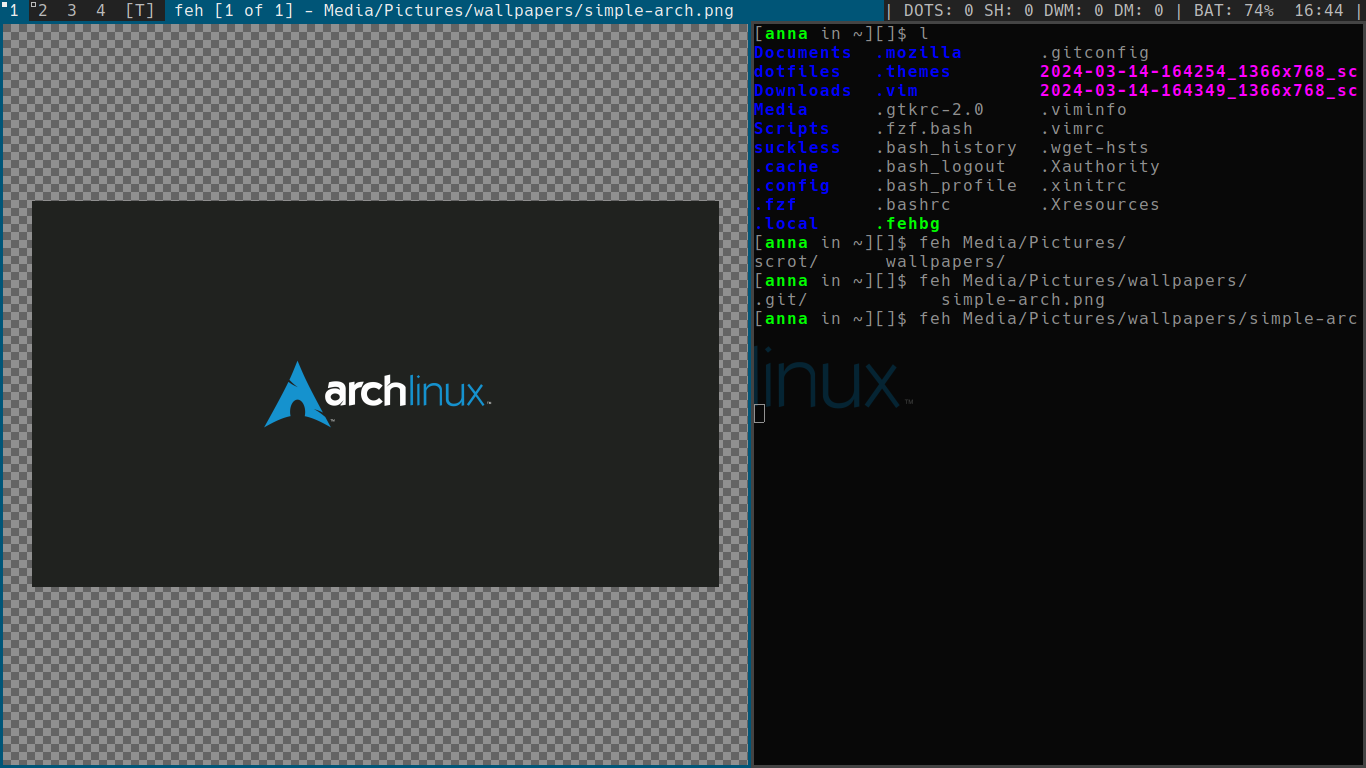 1 2 3 4 [T] feh [1 of 1] – Media/Pictures/wallpapers/simple-arch.png | DOTS: 0 SH: 0 DWM: 0 DM: 0 | BAT: 74% 16:44 |
archlinux™
™
[anna in ~][]$ l
Documents .mozilla .gitconfig
dotfiles .themes 2024-03-14-164254_1366x768_sc
Downloads .vim 2024-03-14-164349_1366x768_sc
Media .gtkrc-2.0 .viminfo
Scripts .fzf.bash .vimrc
suckless .bash_history .wget-hsts
.cache .bash_logout .Xauthority
.config .bash_profile .xinitrc
.fzf .bashrc .Xresources
.local .fehbg
[anna in ~][]$ feh Media/Pictures/
scrot/ wallpapers/
[anna in ~][]$ feh Media/Pictures/wallpapers/
.git/ simple-arch.png
[anna in ~][]$ feh Media/Pictures/wallpapers/simple-arc
linux™